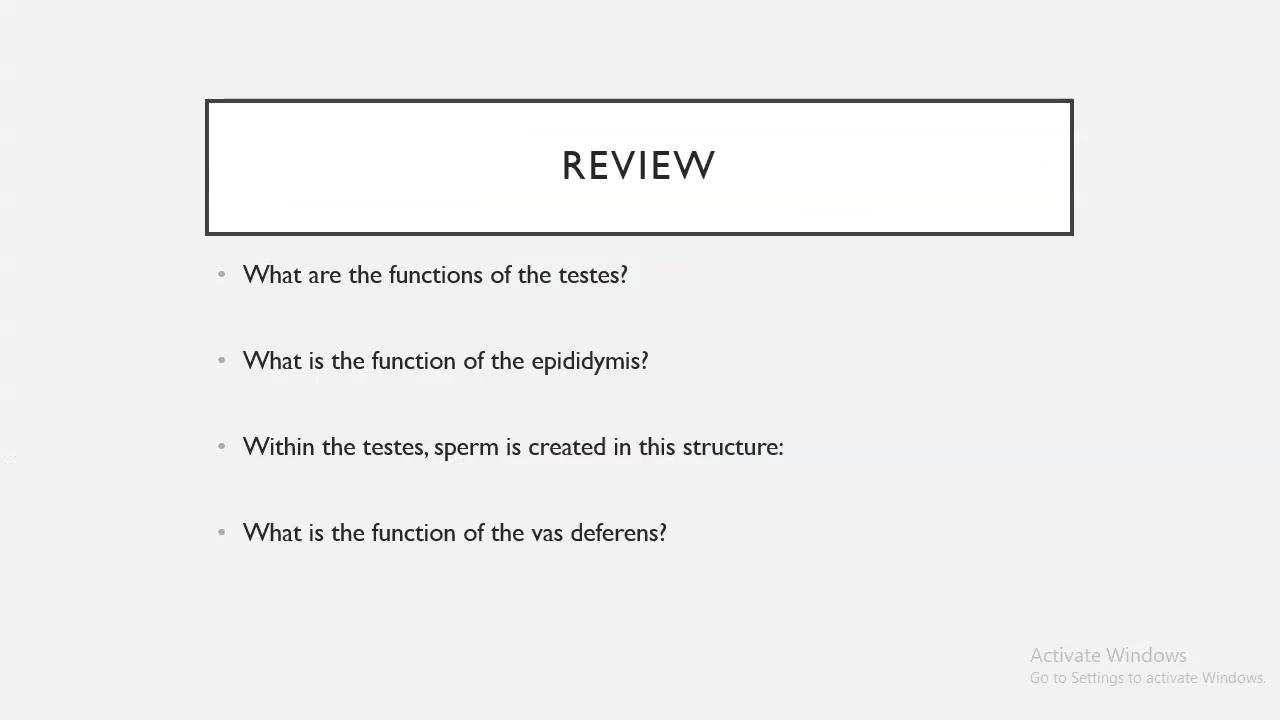 REVIEW
• What are the functions of the testes?
• What is the function of the epididymis?
• Within the testes, sperm is created in this structure:
• What is the function of the vas deferens?
Activate Windows
Go to Settings to activate Windows.